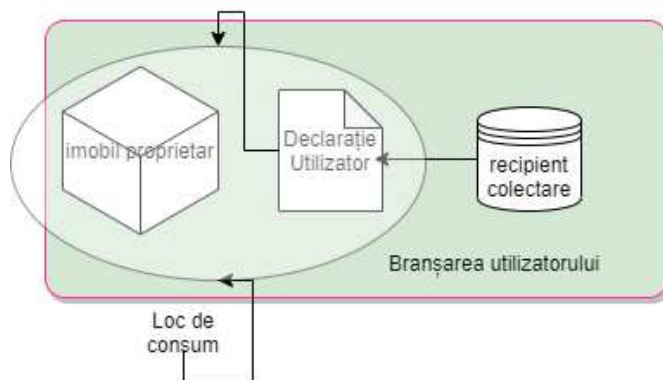 imobil proprietar
Declarație
Utilizator
recipient
colectare
Branșarea utilizatorului
Loc de
consum